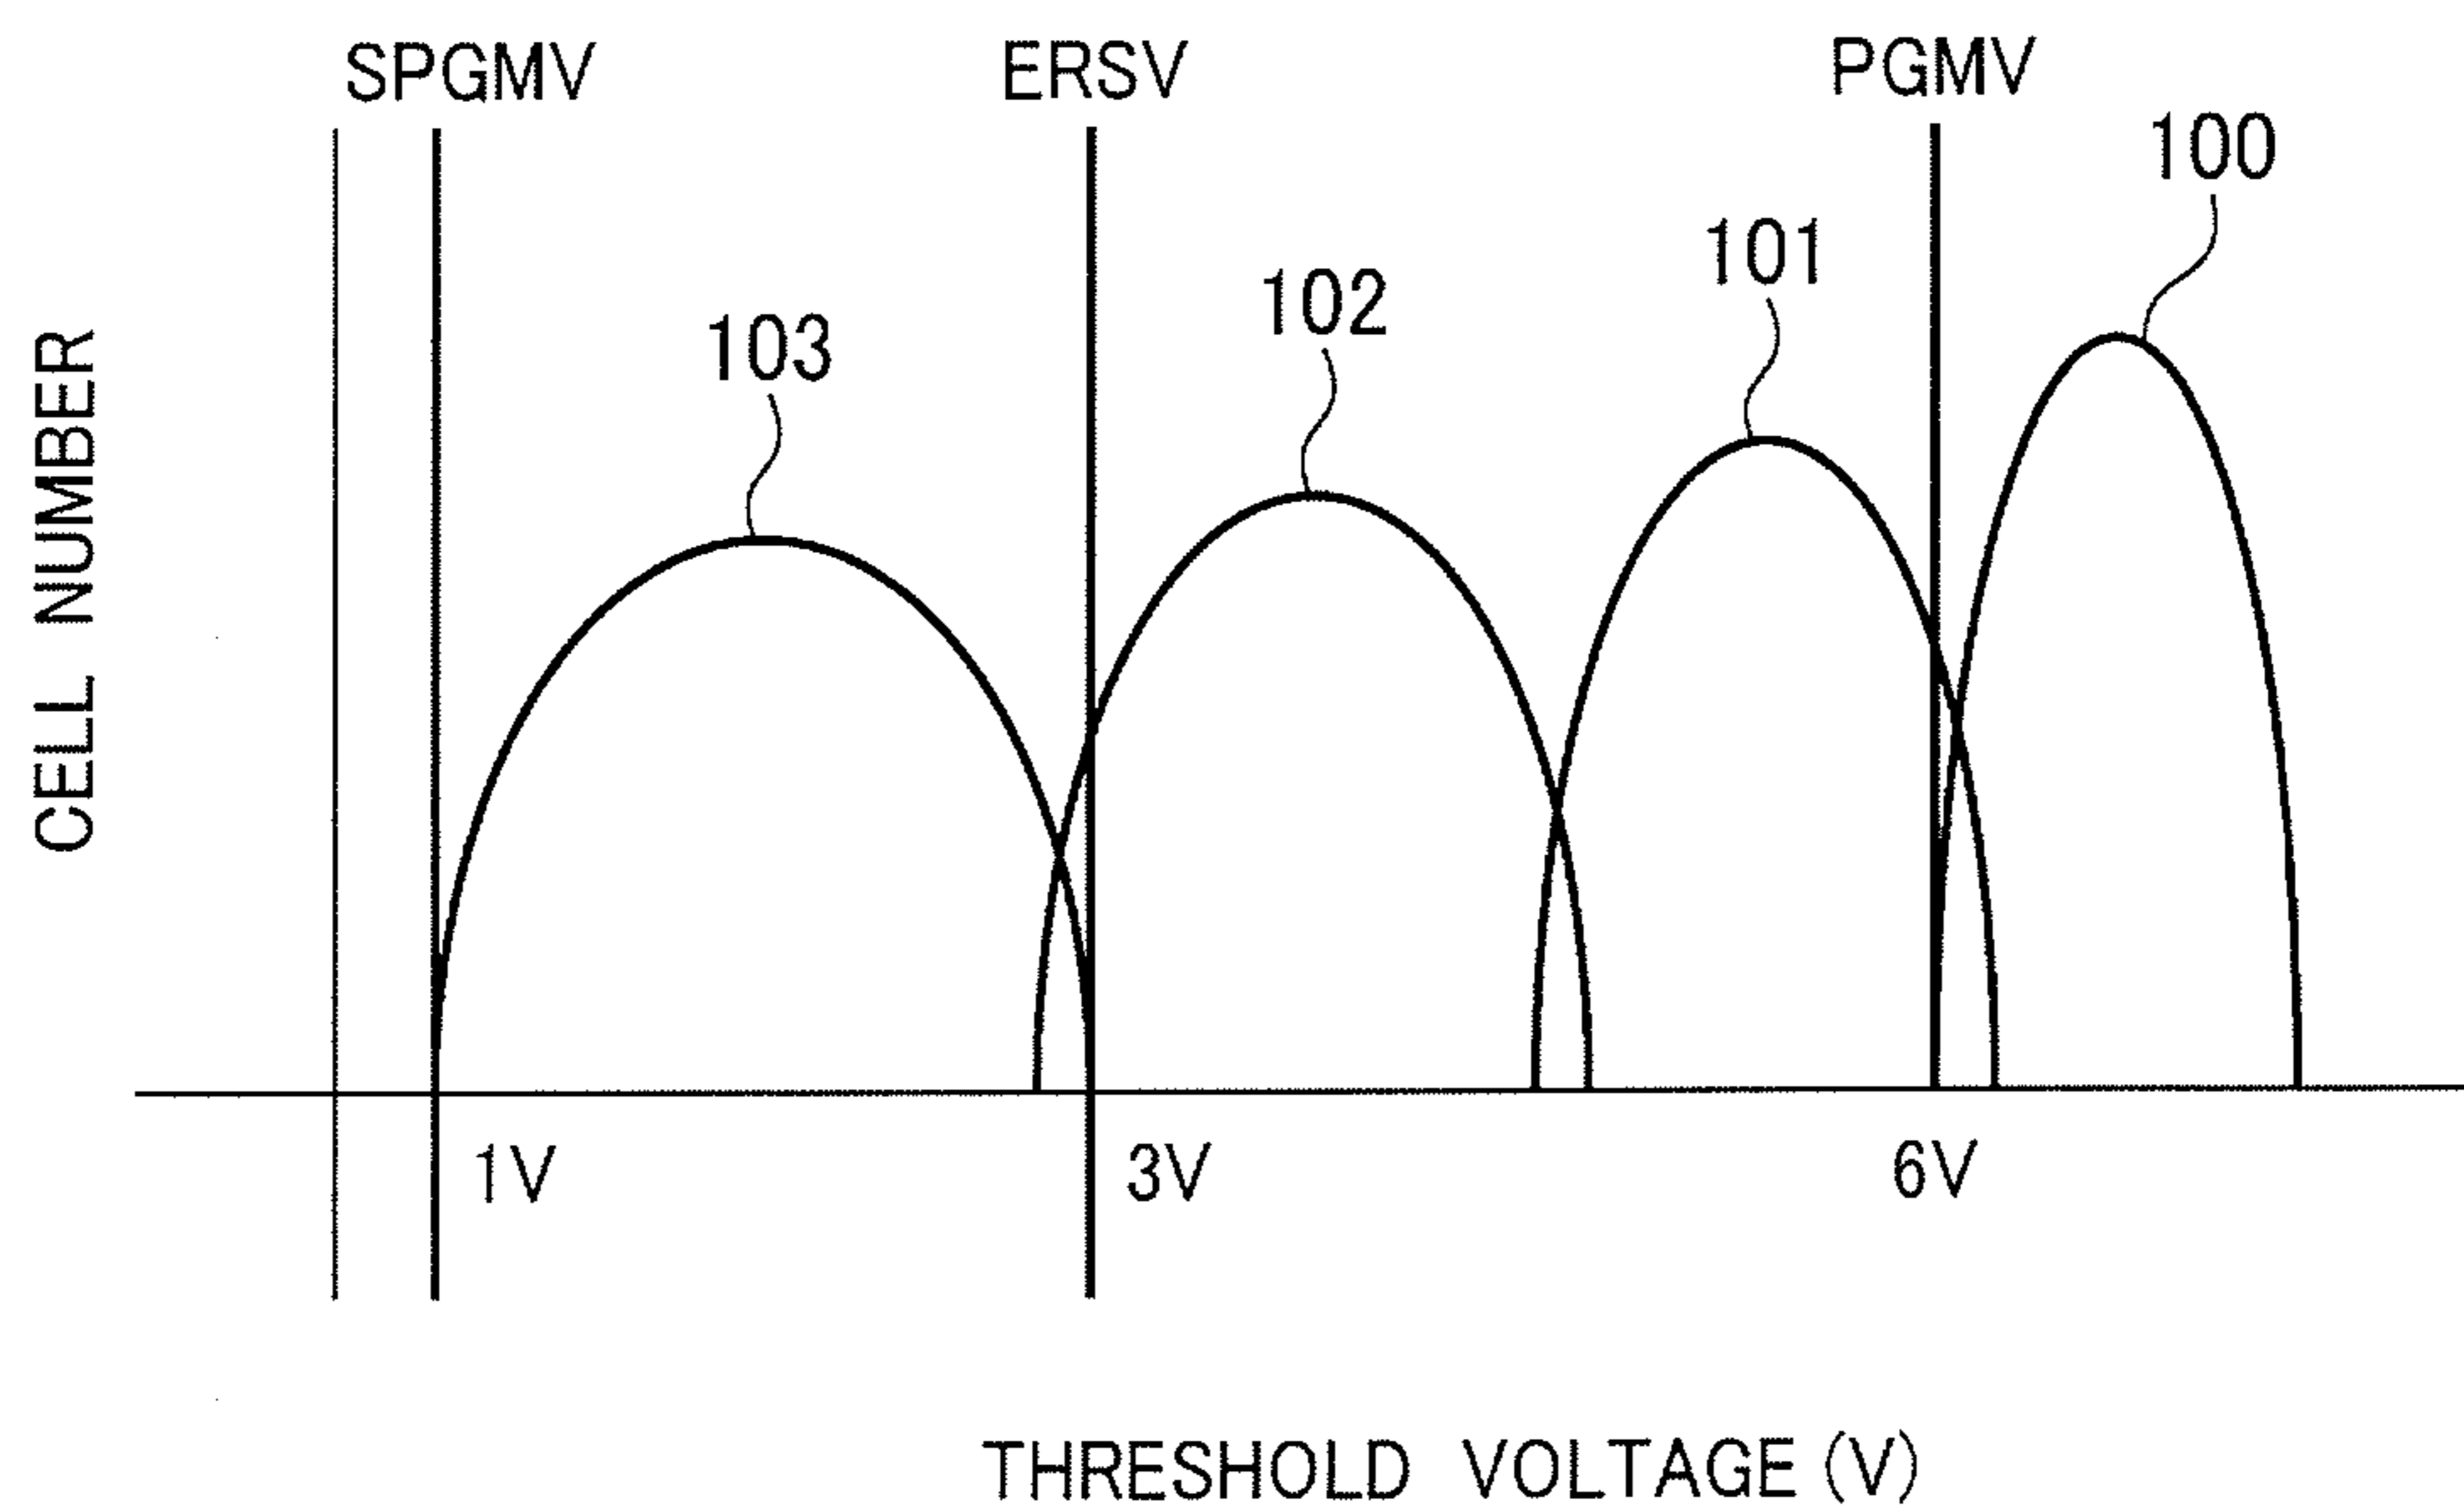 SPGMV ERSV PGMV
100
101
102
103
CELL NUMBER
1V 3V 6V
THRESHOLD VOLTAGE (V)